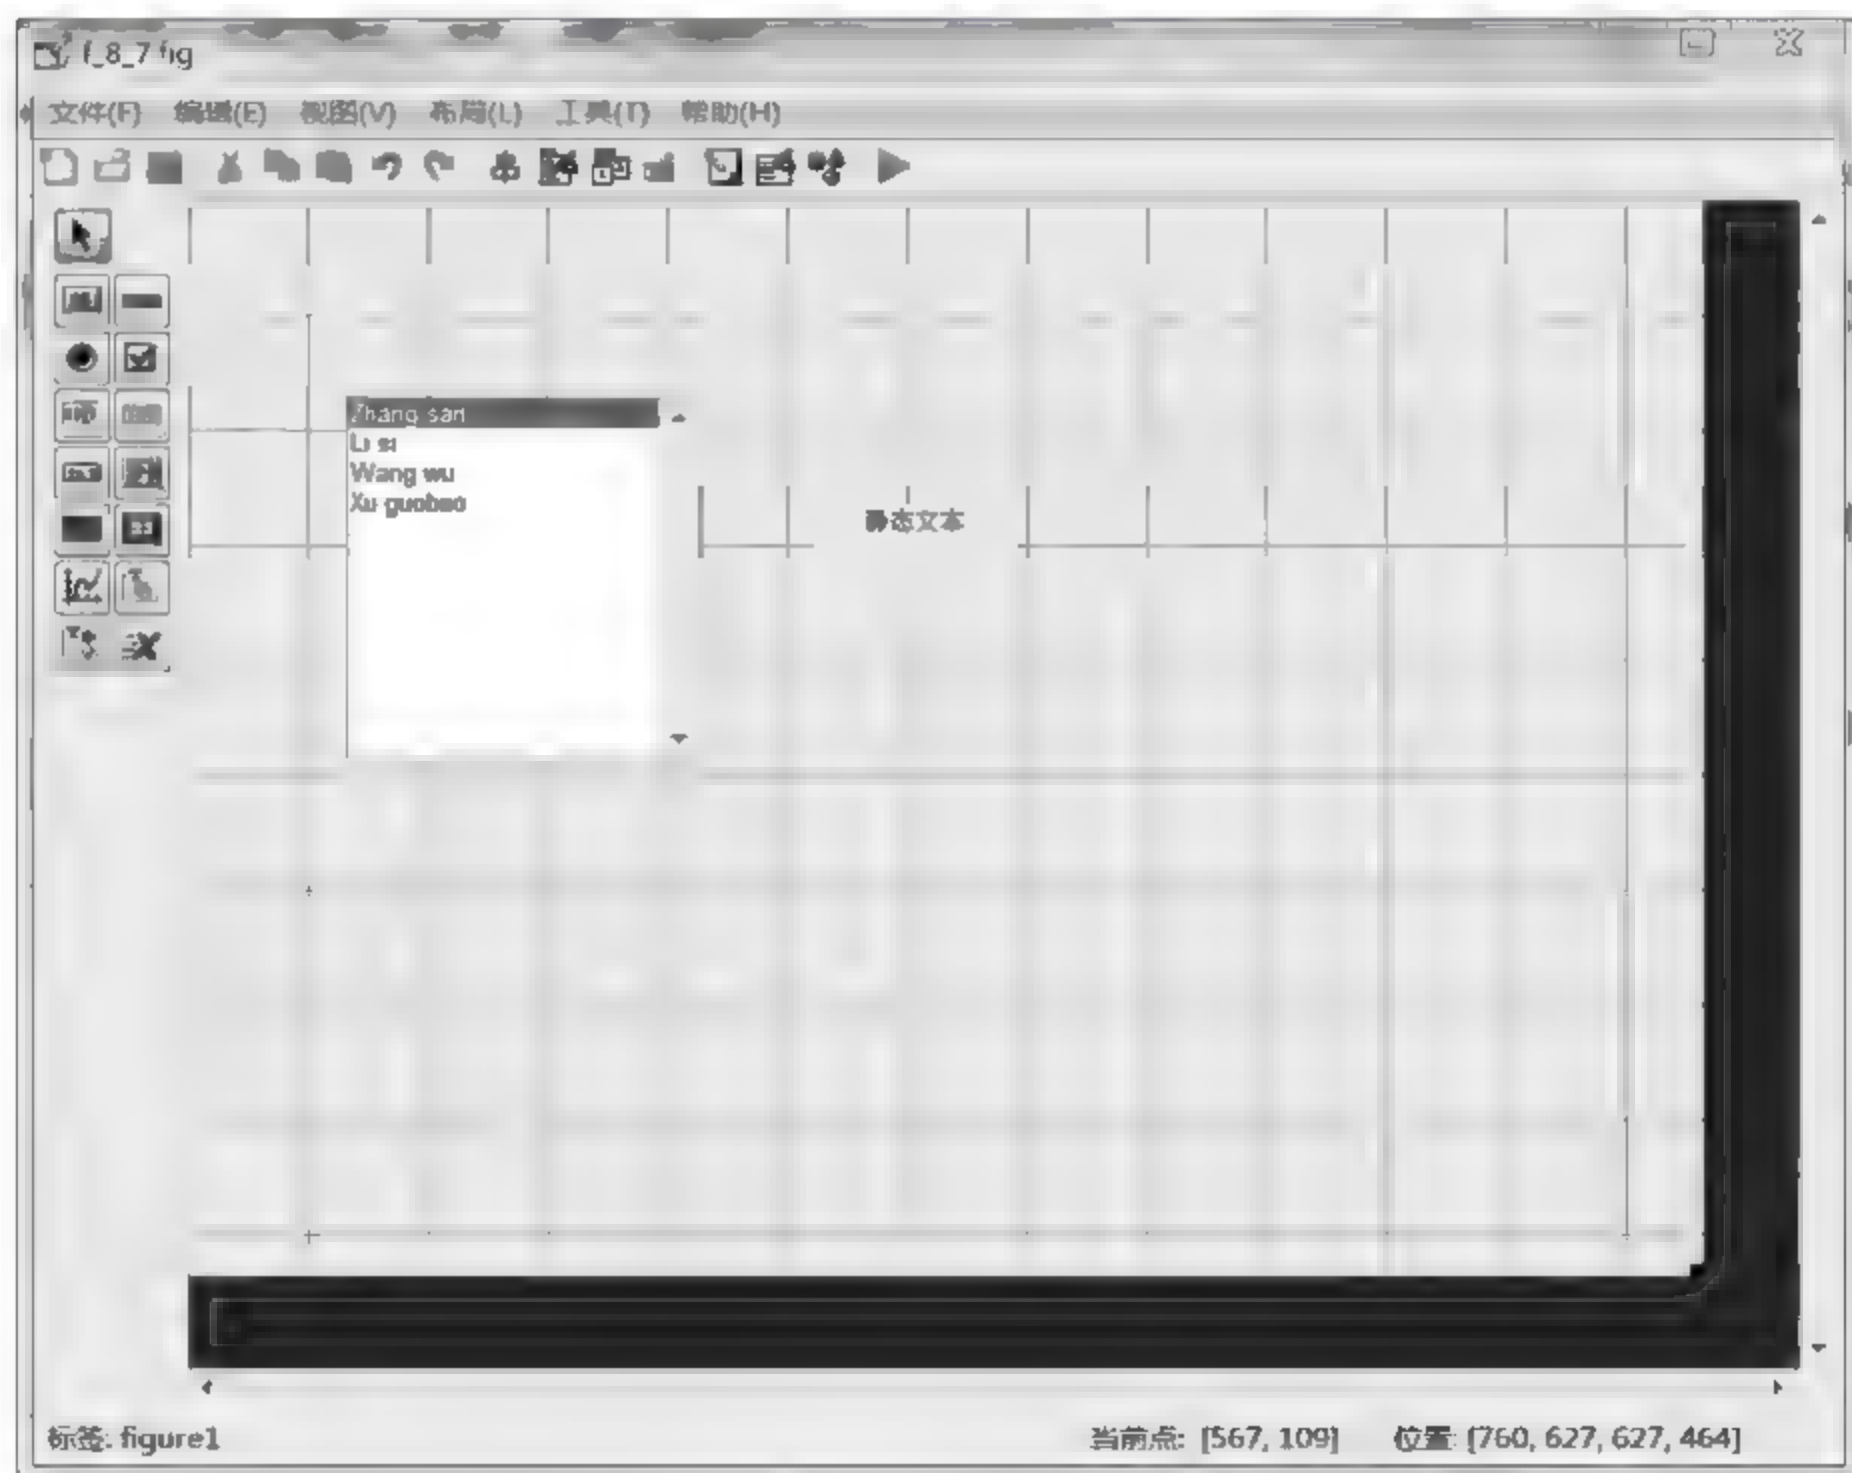 f_8_7 fig
文件(F) 编辑(E) 视图(V) 布局(L) 工具(T) 帮助(H)
Zhang san
Li si
Wang wu
Xu guobao
静态文本
标签: figure1 当前点: [567, 109] 位置: [760, 627, 627, 464]